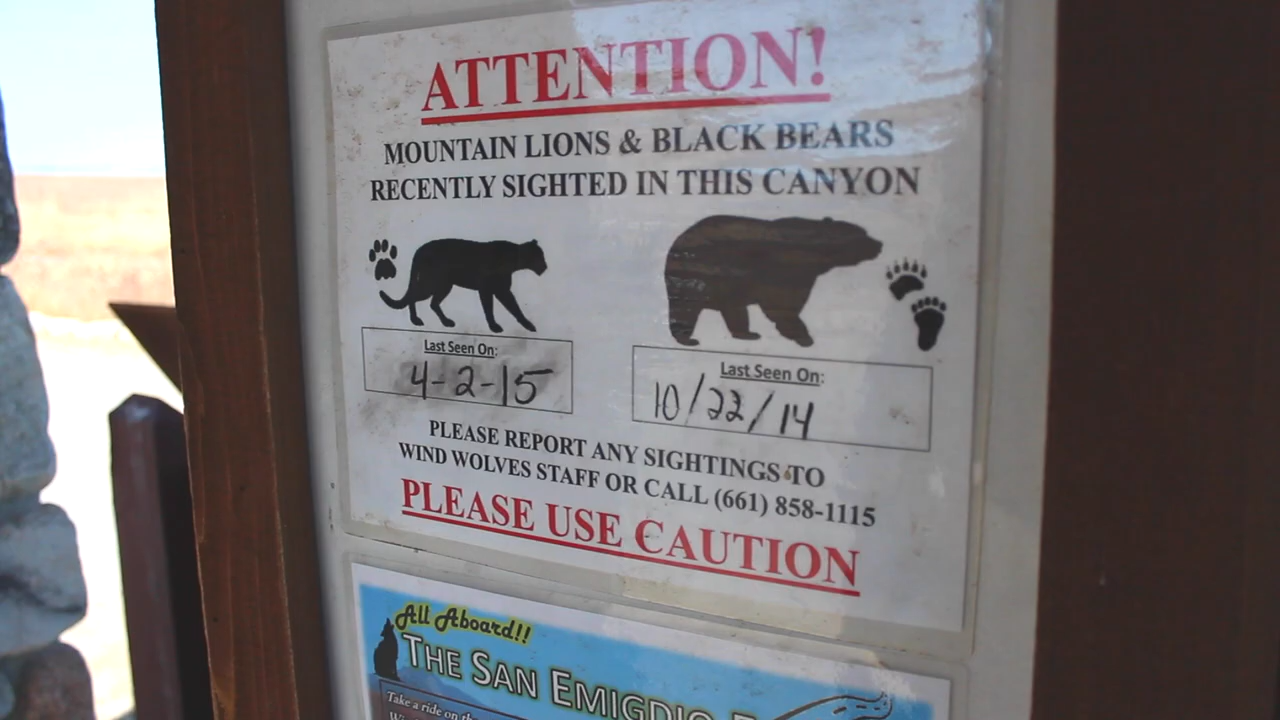 ATTENTION!
MOUNTAIN LIONS & BLACK BEARS
RECENTLY SIGHTED IN THIS CANYON
Last Seen On:
4-2-15
Last Seen On:
10/22/14
PLEASE REPORT ANY SIGHTINGS TO
WIND WOLVES STAFF OR CALL (661) 858-1115
PLEASE USE CAUTION
All Aboard!!
THE SAN EMIGDIO
Take a ride on